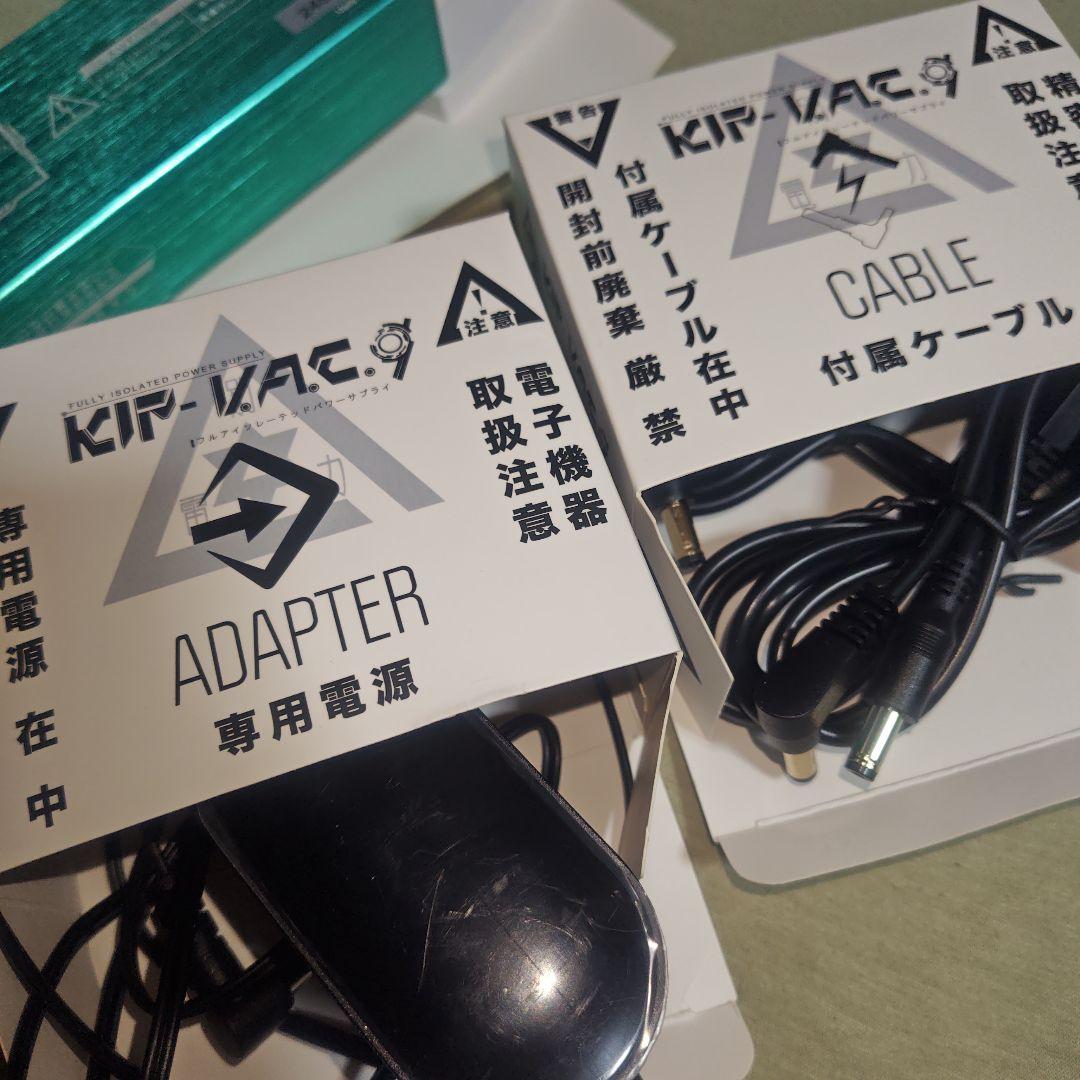 FULLY ISOLATED POWER SUPPLY
KIP-V.A.C.9
フルアイソレーテッドパワーサプライ
注意
電子機器
取扱注意
電力
ADAPTER
専用電源
専用電源在中
警告
KIP-V.A.C.9
注意
付属ケーブル在中
開封前廃棄厳禁
取扱注意
電
CABLE
付属ケーブル